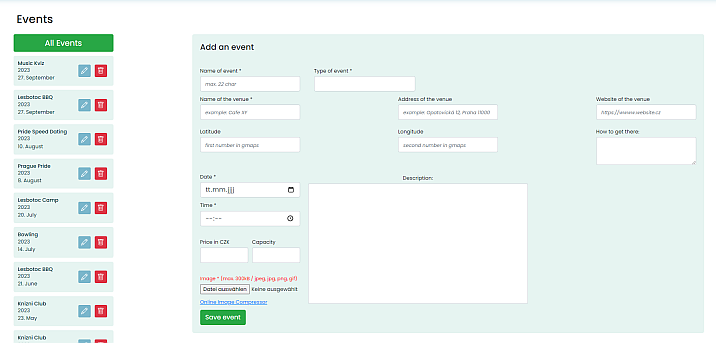 Events
All Events
Music Kviz
2023
27. September
Lesbotoc BBQ
2023
27. September
Pride Speed Dating
2023
10. August
Prague Pride
2023
8. August
Lesbotoc Camp
2023
20. July
Bowling
2023
14. July
Lesbotoc BBQ
2023
21. June
Knizni Club
2023
23. May
Knizni Club
Add an event
Name of event *
Type of event *
max. 22 char
Name of the venue *
Address of the venue
Website of the venue
example: Cafe 117
example: Opatovická 12, Praha 11000
https://www.website.cz
Latitude
Longitude
How to get there:
first number in gmaps
second number in gmaps
Date *
Description:
tt.mm.jjjj
Time *
--:--
Price in CZK
Capacity
Image * (max. 300kB / jpeg, jpg, png, gif)
Datei auswählen Keine ausgewählt
Online Image Compressor
Save event